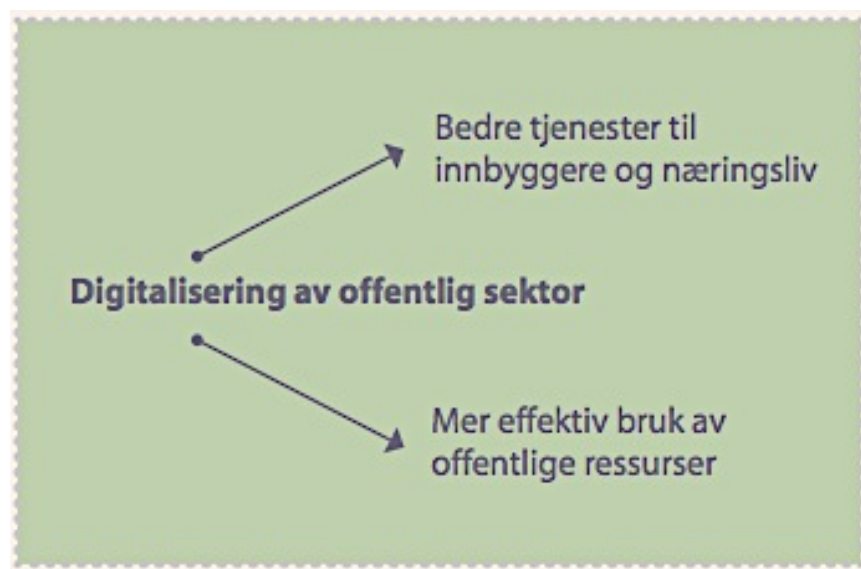 Bedre tjenester til
innbyggere og næringsliv
Digitalisering av offentlig sektor
Mer effektiv bruk av
offentlige ressurser